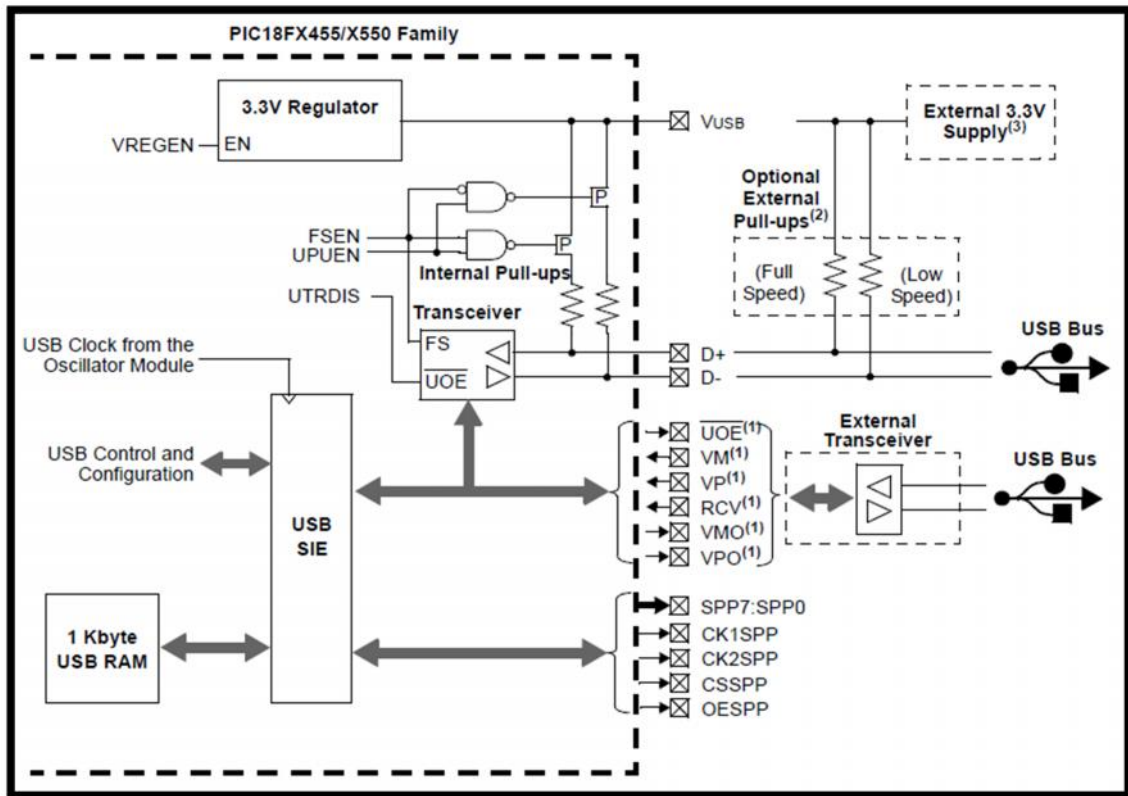 PIC18FX455/X550 Family
3.3V Regulator
EN
VREGEN
VUSB
External 3.3V
Supply(3)
Optional
External
Pull-ups(2)
FSEN
UPUEN
P
P
Internal Pull-ups
(Full
Speed)
(Low
Speed)
UTRDIS
Transceiver
FS
UOE
USB Clock from the
Oscillator Module
D+
D-
USB Bus
USB Control and
Configuration
USB
SIE
UOE(1)
VM(1)
VP(1)
RCV(1)
VMO(1)
VPO(1)
External
Transceiver
USB Bus
1 Kbyte
USB RAM
SPP7:SPP0
CK1SPP
CK2SPP
CSSPP
OESPP